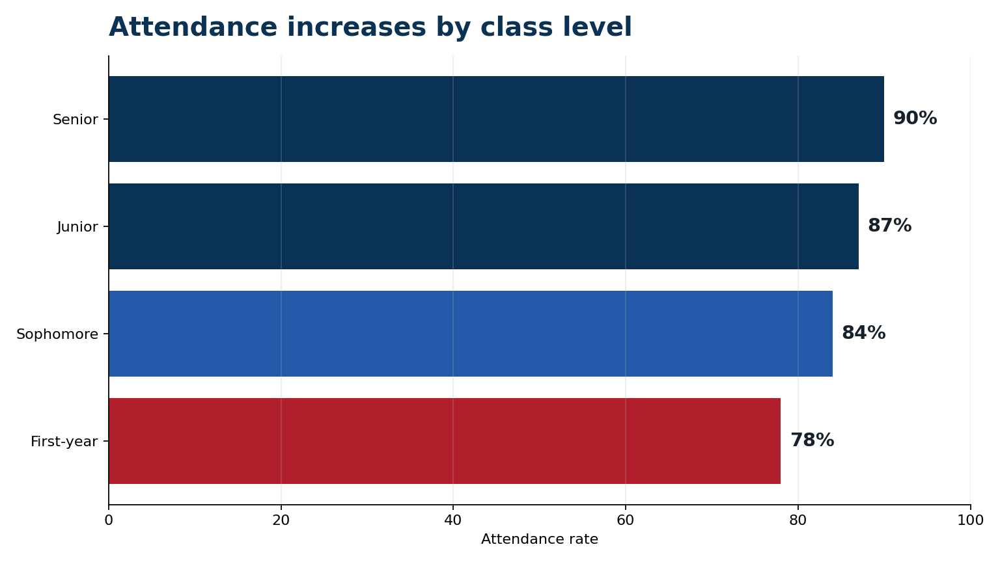 Attendance increases by class level
Senior 90%
Junior 87%
Sophomore 84%
First-year 78%
0 20 40 60 80 100
Attendance rate